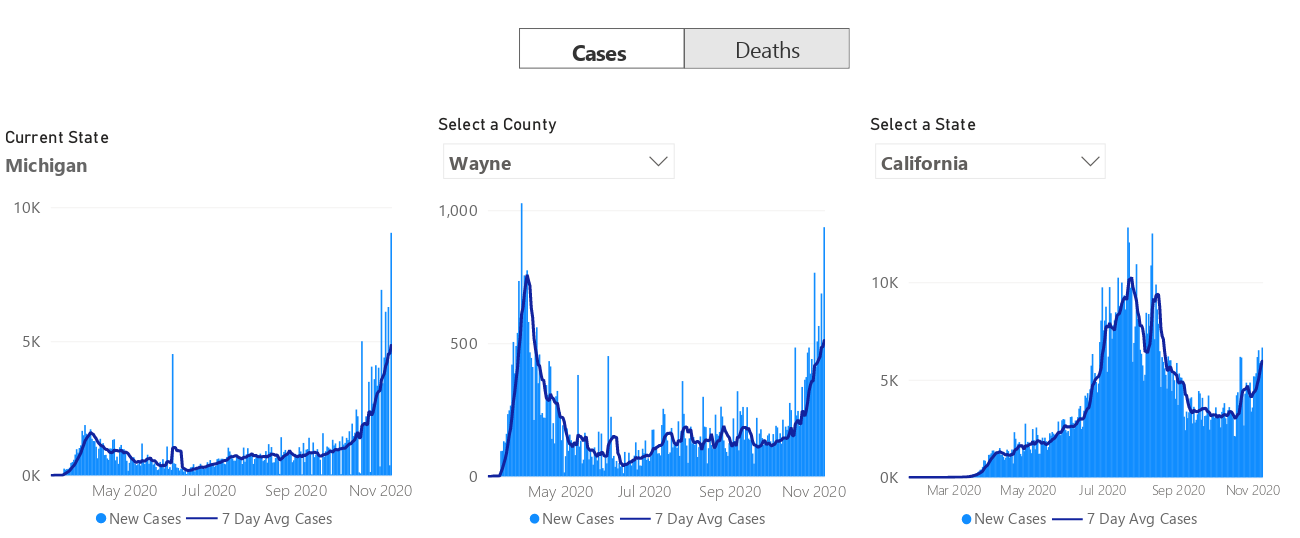 Cases
Deaths
Current State
Michigan
10K
5K
0K
May 2020
Jul 2020
Sep 2020
Nov 2020
New Cases
7 Day Avg Cases
Select a County
Wayne
1,000
500
0
May 2020
Jul 2020
Sep 2020
Nov 2020
New Cases
7 Day Avg Cases
Select a State
California
10K
5K
0K
Mar 2020
May 2020
Jul 2020
Sep 2020
Nov 2020
New Cases
7 Day Avg Cases